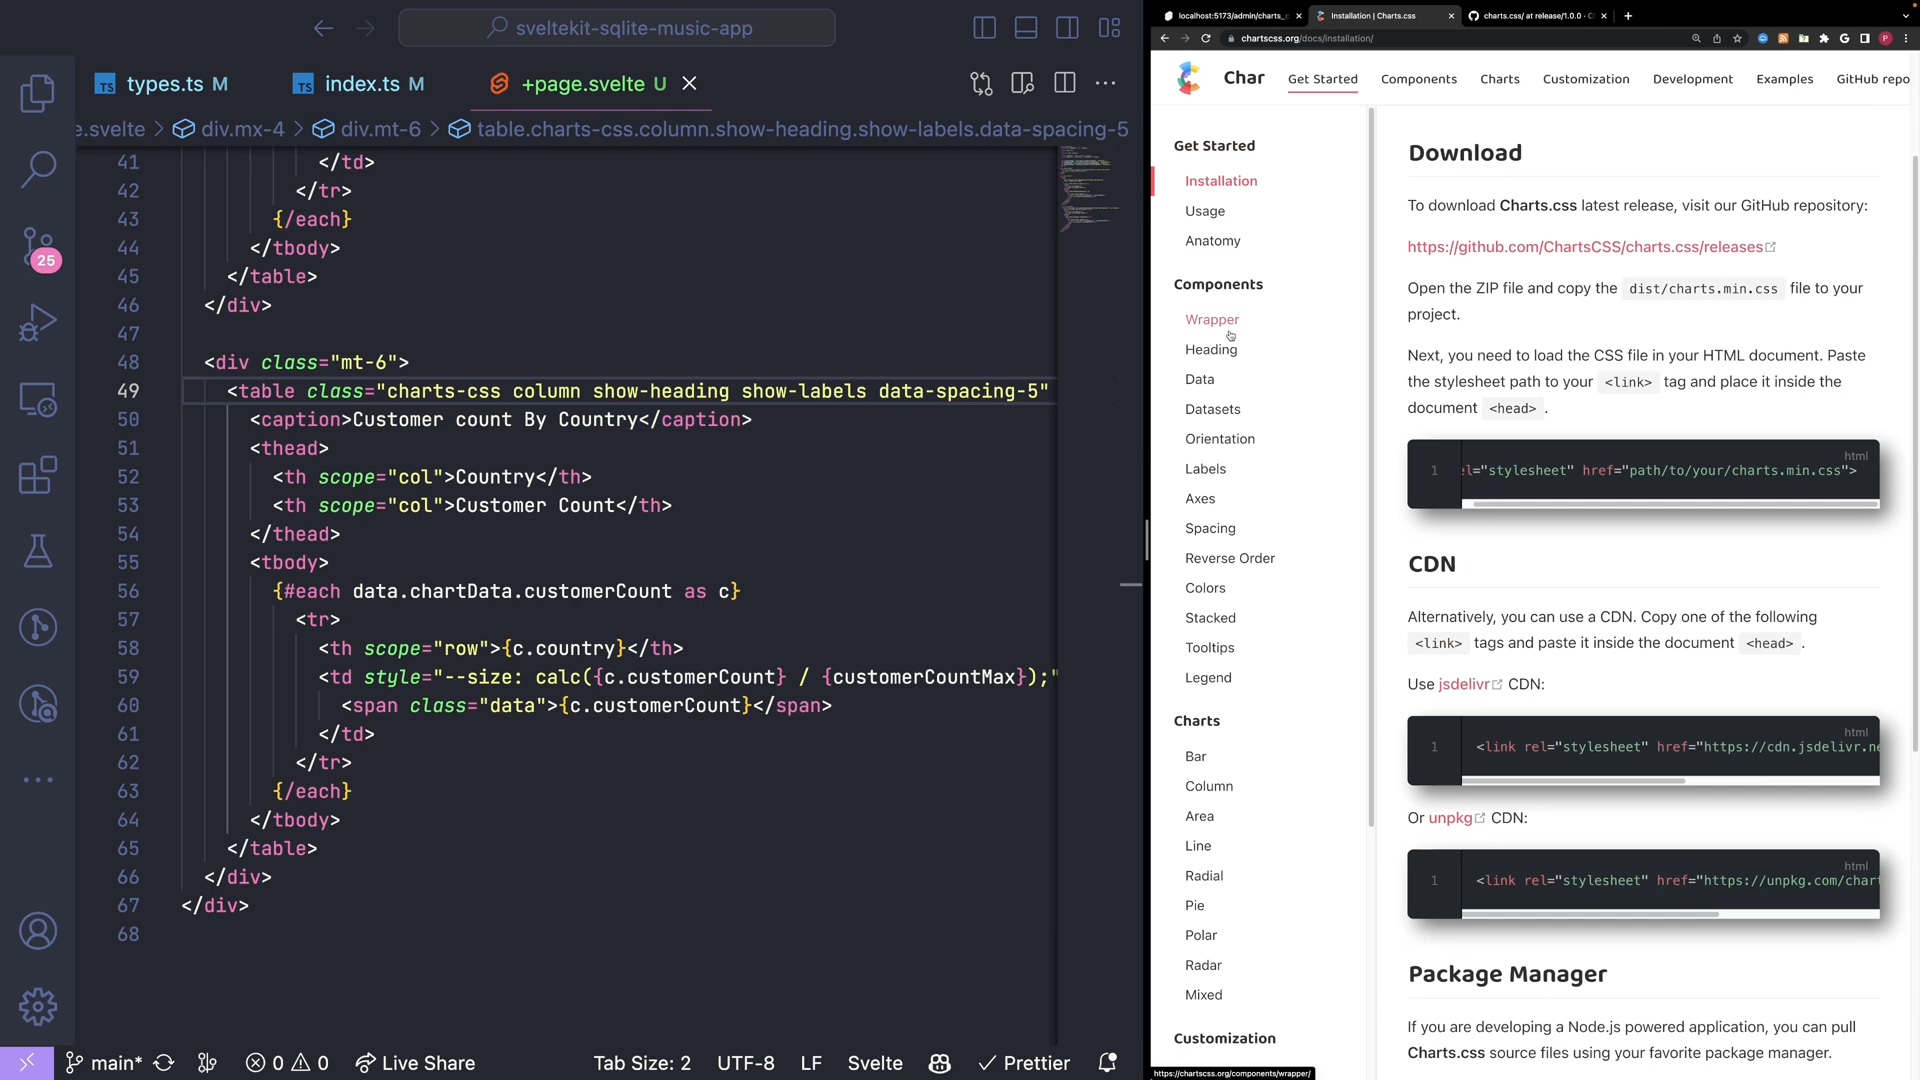 sveltekit-sqlite-music-app
types.ts M
index.ts M
+page.svelte U
e.svelte > div.mx-4 > div.mt-6 > table.charts-css.column.show-heading.show-labels.data-spacing-5
41 </td>
42 </tr>
43 {/each}
44 </tbody>
45 </table>
46 </div>
47
48 <div class="mt-6">
49 <table class="charts-css column show-heading show-labels data-spacing-5"
50 <caption>Customer count By Country</caption>
51 <thead>
52 <th scope="col">Country</th>
53 <th scope="col">Customer Count</th>
54 </thead>
55 <tbody>
56 {#each data.chartData.customerCount as c}
57 <tr>
58 <th scope="row">{c.country}</th>
59 <td style="--size: calc({c.customerCount} / {customerCountMax});"
60 <span class="data">{c.customerCount}</span>
61 </td>
62 </tr>
63 {/each}
64 </tbody>
65 </table>
66 </div>
67 </div>
68
25
main* 0 0 Live Share Tab Size: 2 UTF-8 LF Svelte Prettier
localhost:5173/admin/charts_
Installation | Charts.css
charts.css/ at release/1.0.0 · C
chartscss.org/docs/installation/
Char
Get Started
Components
Charts
Customization
Development
Examples
GitHub repo
Get Started
Installation
Usage
Anatomy
Components
Wrapper
Heading
Data
Datasets
Orientation
Labels
Axes
Spacing
Reverse Order
Colors
Stacked
Tooltips
Legend
Charts
Bar
Column
Area
Line
Radial
Pie
Polar
Radar
Mixed
Customization
https://chartscss.org/components/wrapper/
Download
To download Charts.css latest release, visit our GitHub repository:
https://github.com/ChartsCSS/charts.css/releases
Open the ZIP file and copy the dist/charts.min.css file to your
project.
Next, you need to load the CSS file in your HTML document. Paste
the stylesheet path to your <link> tag and place it inside the
document <head> .
html
1 el="stylesheet" href="path/to/your/charts.min.css">
CDN
Alternatively, you can use a CDN. Copy one of the following
<link> tags and paste it inside the document <head> .
Use jsdelivr CDN:
html
1 <link rel="stylesheet" href="https://cdn.jsdelivr.ne
Or unpkg CDN:
html
1 <link rel="stylesheet" href="https://unpkg.com/chart
Package Manager
If you are developing a Node.js powered application, you can pull
Charts.css source files using your favorite package manager.